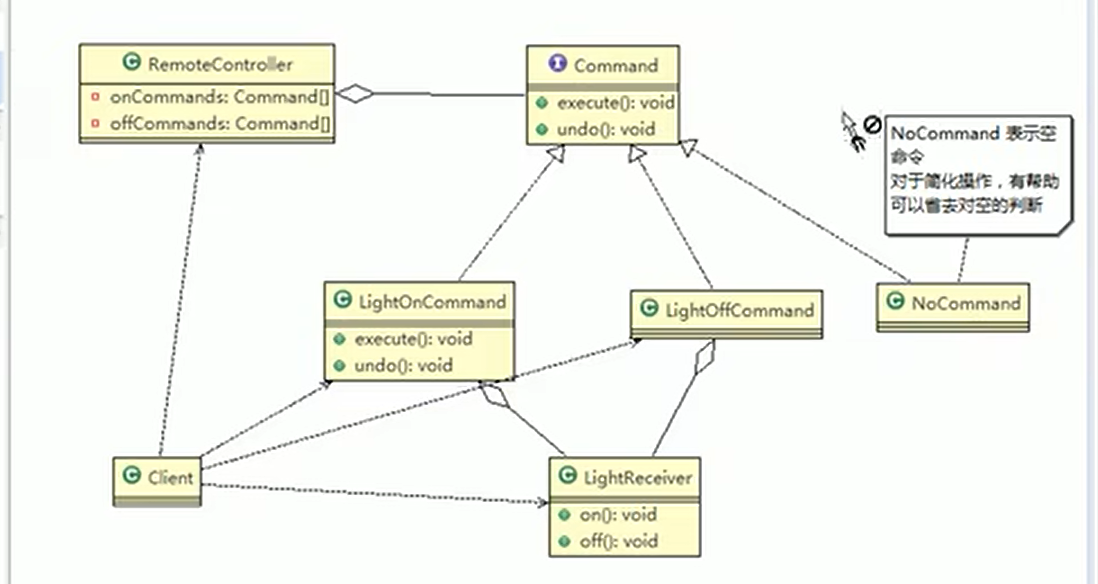 RemoteController
onCommands: Command[]
offCommands: Command[]
Command
execute(): void
undo(): void
NoCommand 表示空
命令
对于简化操作，有帮助
可以省去对空的判断
LightOnCommand
execute(): void
undo(): void
LightOffCommand
NoCommand
Client
LightReceiver
on(): void
off(): void